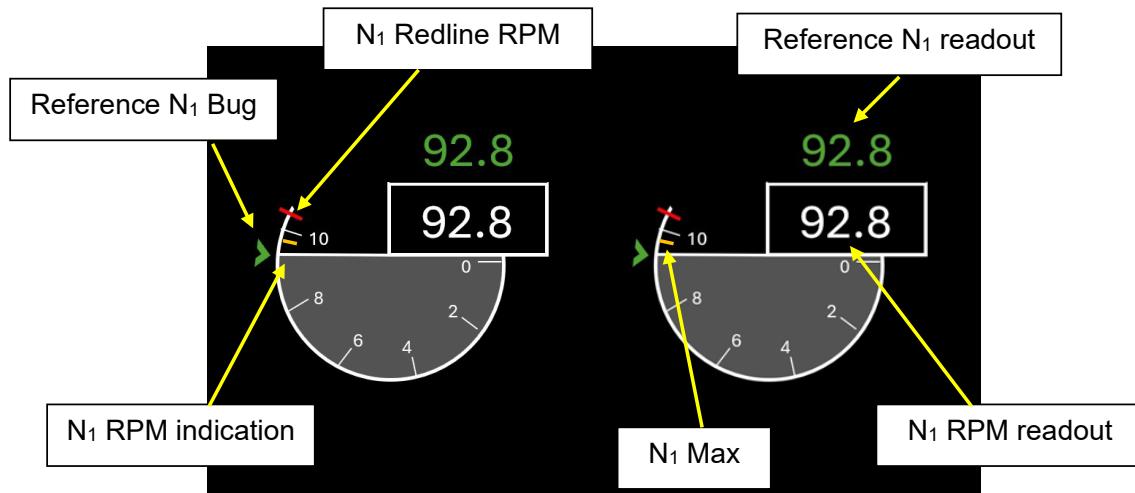 N₁ Redline RPM
Reference N₁ readout
Reference N₁ Bug
92.8
92.8
92.8
92.8
10
10
0
0
8
8
2
2
6
6
4
4
N₁ RPM indication
N₁ Max
N₁ RPM readout